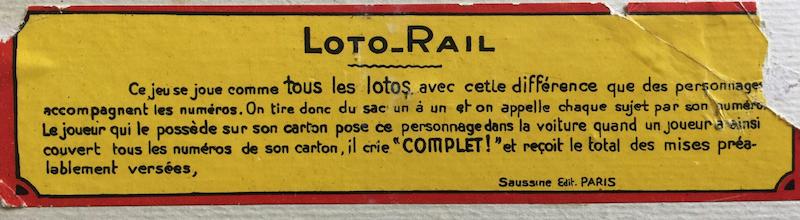 LOTO-RAIL
Ce jeu se joue comme tous les lotos avec cette différence que des personnages
accompagnent les numéros. On tire donc du sac un à un et on appelle chaque sujet par son numéro
Le joueur qui le possède sur son carton pose ce personnage dans la voiture quand un joueur a ainsi
couvert tous les numéros de son carton, il crie "COMPLET!" et reçoit le total des mises préa-
lablement versées,
Saussine Edit. PARIS